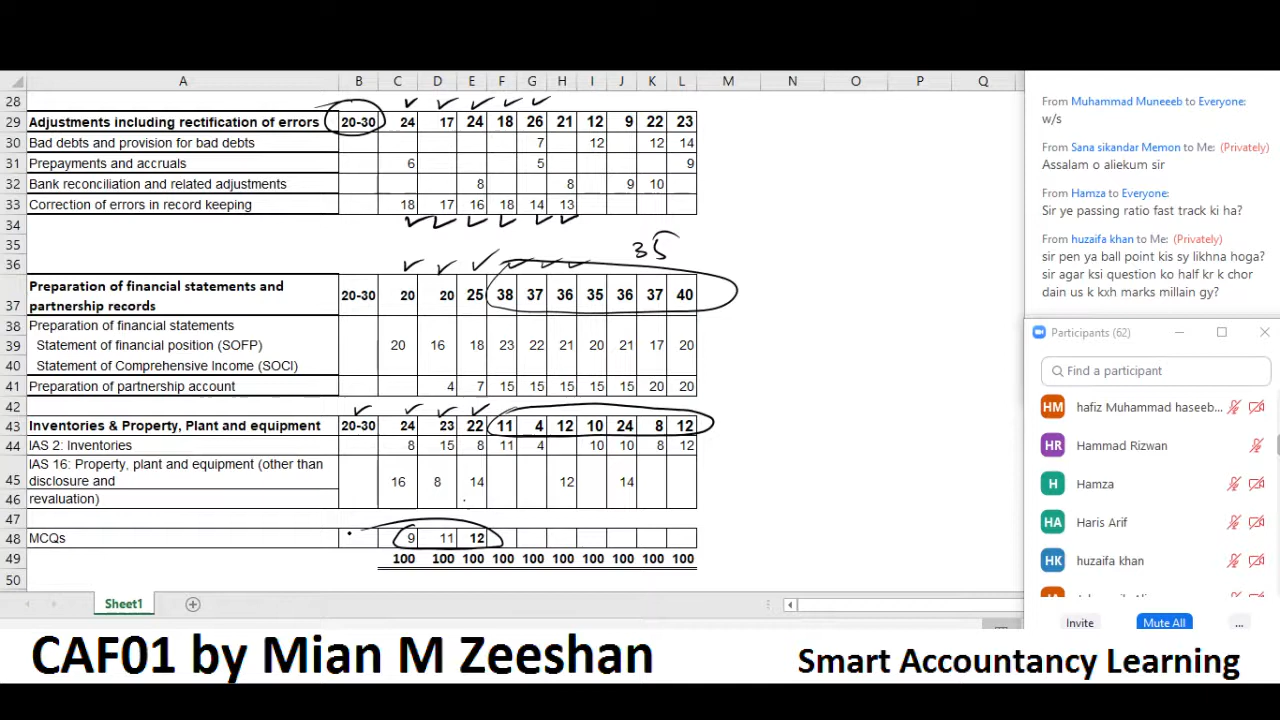 A B C D E F G H I J K L M N O P Q
28
29 Adjustments including rectification of errors 20-30 24 17 24 18 26 21 12 9 22 23
30 Bad debts and provision for bad debts 7 12 12 14
31 Prepayments and accruals 6 5 9
32 Bank reconciliation and related adjustments 8 8 9 10
33 Correction of errors in record keeping 18 17 16 18 14 13
34
35 35
36
37 Preparation of financial statements and partnership records 20-30 20 20 25 38 37 36 35 36 37 40
38 Preparation of financial statements
39 Statement of financial position (SOFP) 20 16 18 23 22 21 20 21 17 20
40 Statement of Comprehensive Income (SOCI)
41 Preparation of partnership account 4 7 15 15 15 15 15 20 20
42
43 Inventories & Property, Plant and equipment 20-30 24 23 22 11 4 12 10 24 8 12
44 IAS 2: Inventories 8 15 8 11 4 10 10 8 12
45 IAS 16: Property, plant and equipment (other than disclosure and 16 8 14 12 14
46 revaluation)
47
48 MCQs 9 11 12
49 100 100 100 100 100 100 100 100 100 100
50
Sheet1
From Muhammad Muneeeb to Everyone:
w/s
From Sana sikandar Memon to Me: (Privately)
Assalam o aliekum sir
From Hamza to Everyone:
Sir ye passing ratio fast track ki ha?
From huzaifa khan to Me: (Privately)
sir pen ya ball point kis sy likhna hoga?
sir agar ksi question ko half kr k chor
dain us k kxh marks millain gy?
Participants (62)
Find a participant
HM hafiz Muhammad haseeb...
HR Hammad Rizwan
H Hamza
HA Haris Arif
HK huzaifa khan
Invite Mute All ...
CAF01 by Mian M Zeeshan
Smart Accountancy Learning